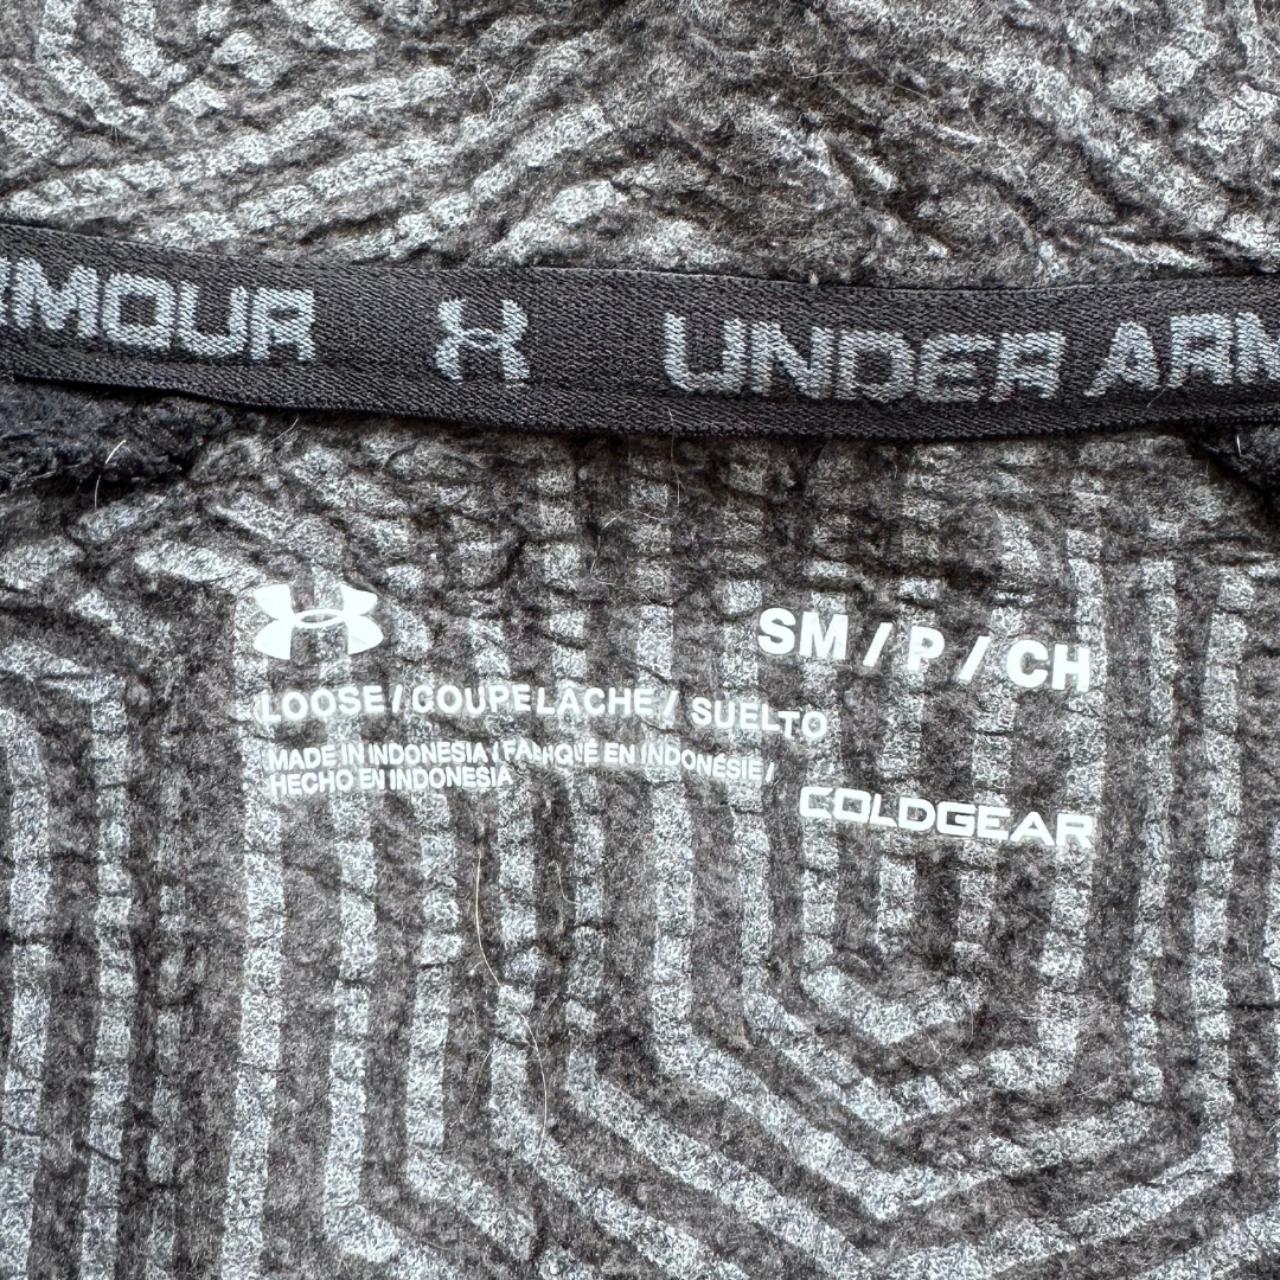 RMOUR UNDER ARM
SM / P / CH
LOOSE / COUPE LÂCHE / SUELTO
MADE IN INDONESIA / FABRIQUÉ EN INDONÉSIE /
HECHO EN INDONESIA
COLDGEAR